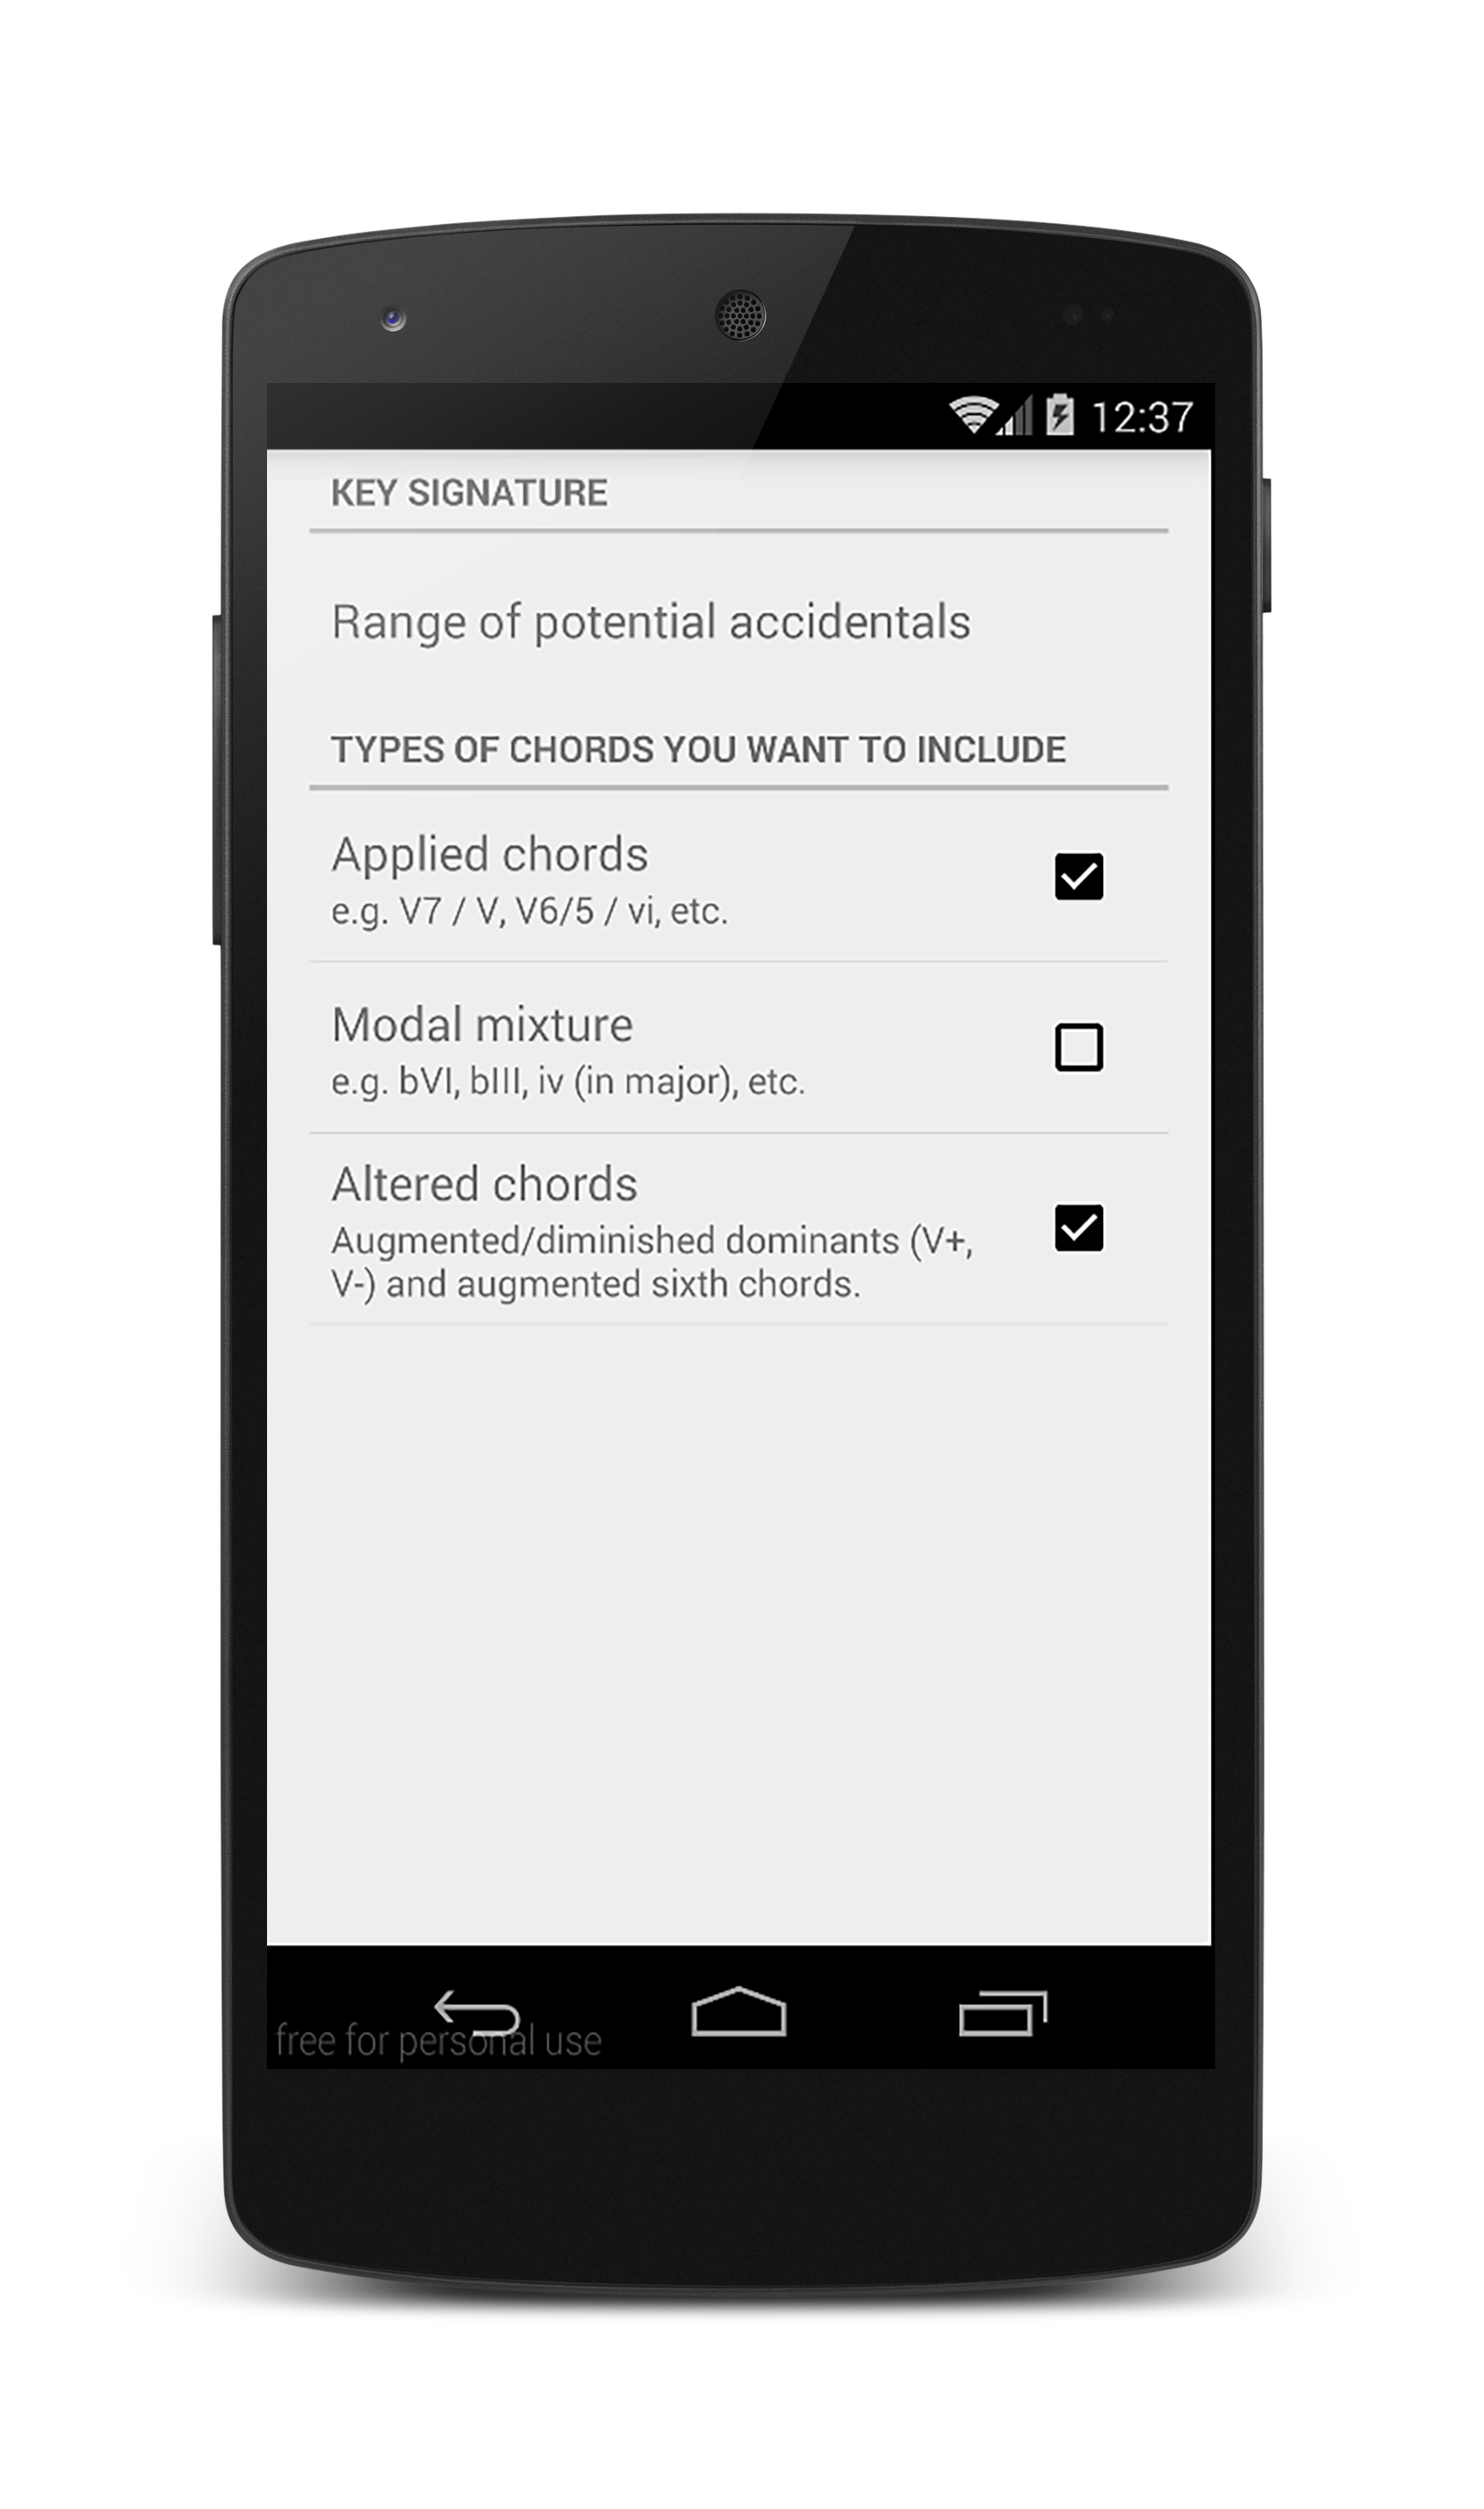 12:37
KEY SIGNATURE
Range of potential accidentals
TYPES OF CHORDS YOU WANT TO INCLUDE
Applied chords
e.g. V7 / V, V6/5 / vi, etc.
Modal mixture
e.g. bVI, bIII, iv (in major), etc.
Altered chords
Augmented/diminished dominants (V+,
V-) and augmented sixth chords.
free for personal use